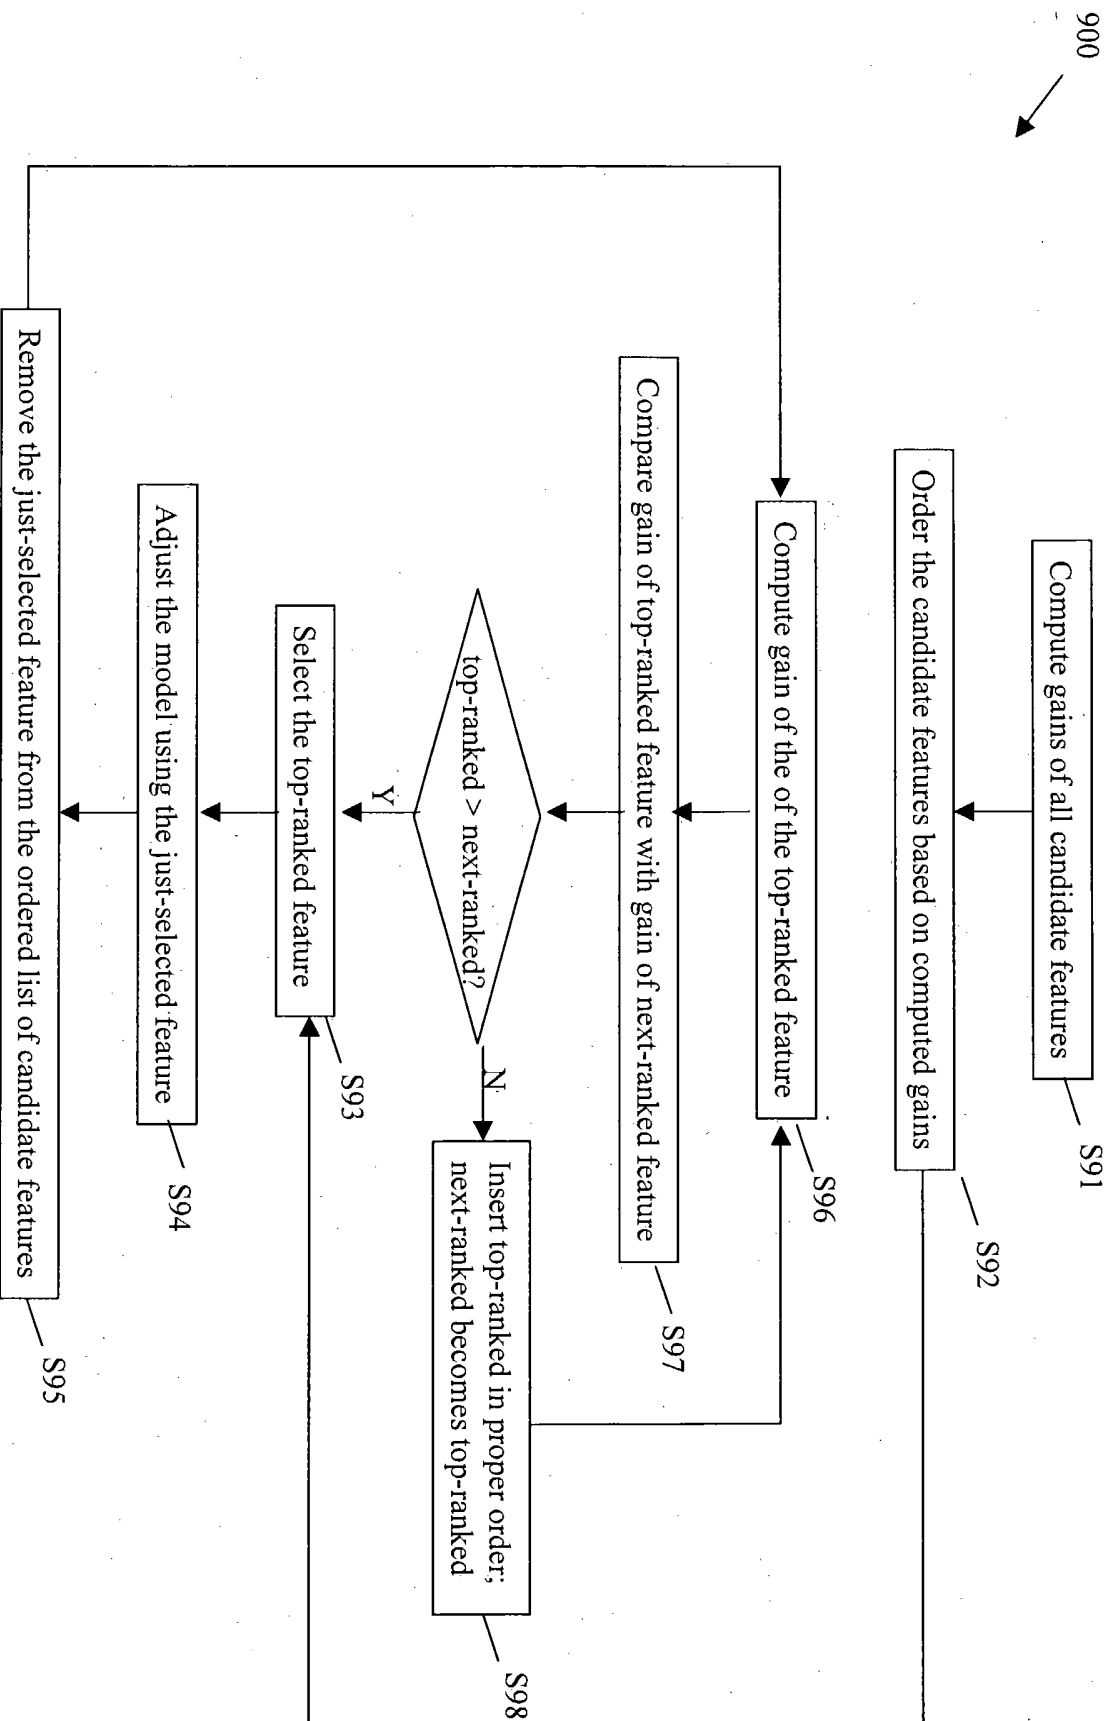 900
Compute gains of all candidate features
S91
Order the candidate features based on computed gains
S92
Compute gain of the of the top-ranked feature
S96
Compare gain of top-ranked feature with gain of next-ranked feature
S97
top-ranked > next-ranked?
N
Insert top-ranked in proper order;
next-ranked becomes top-ranked
S98
Y
Select the top-ranked feature
S93
Adjust the model using the just-selected feature
S94
Remove the just-selected feature from the ordered list of candidate features
S95